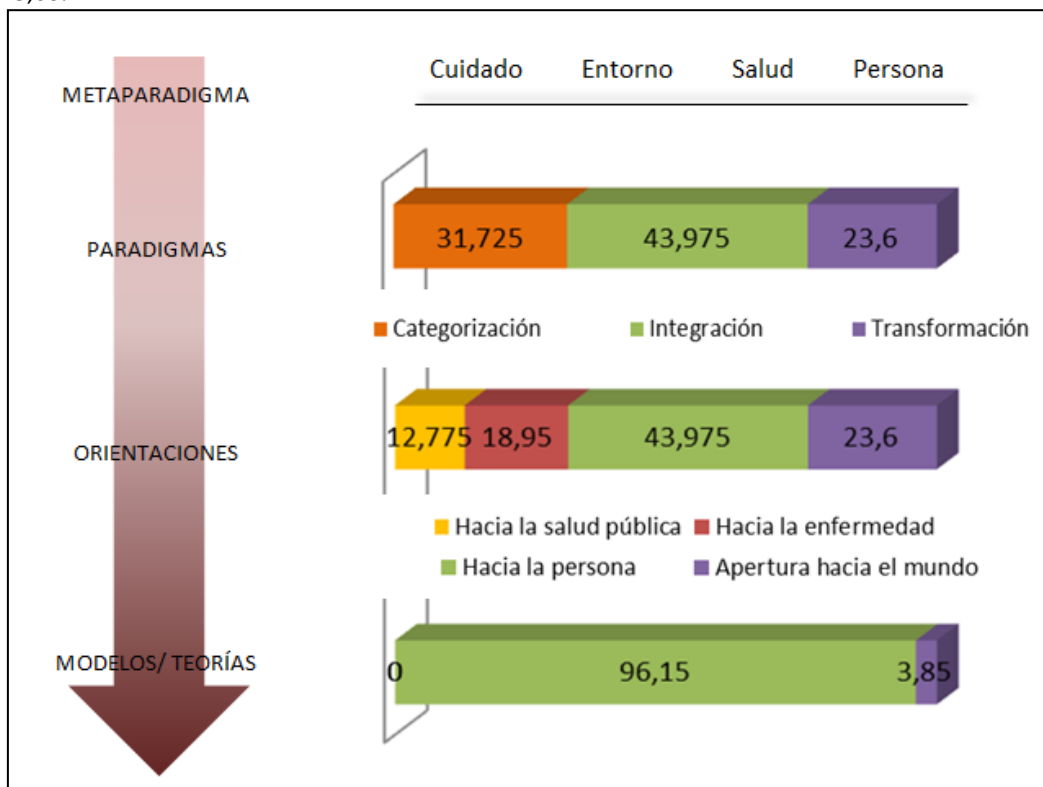 Cuidado Entorno Salud Persona
METAPARADIGMA
31,725 43,975 23,6
PARADIGMAS
Categorización Integración Transformación
12,775 18,95 43,975 23,6
ORIENTACIONES
Hacia la salud pública Hacia la enfermedad
Hacia la persona Apertura hacia el mundo
MODELOS/ TEORÍAS
0 96,15 3,85